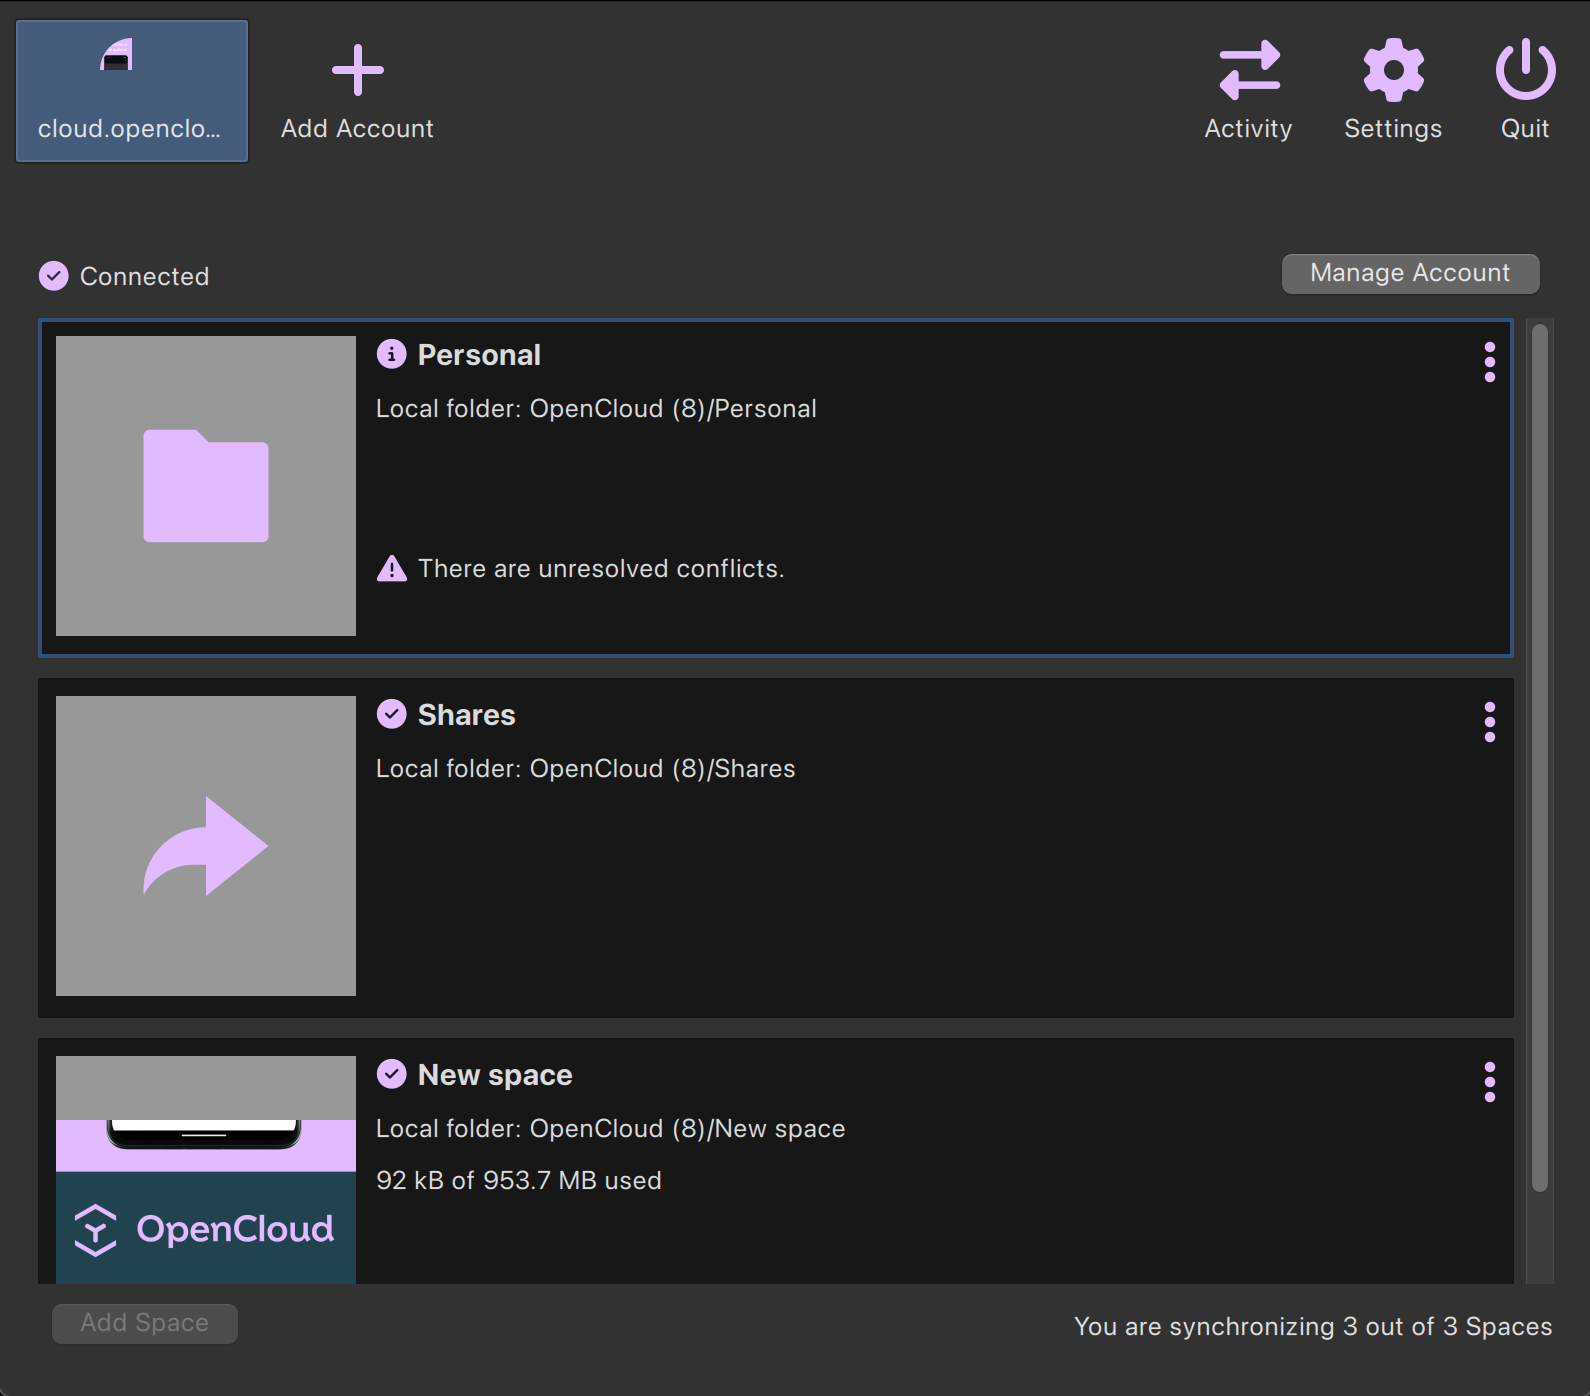 cloud.openclo...
Add Account
Activity
Settings
Quit
Connected
Manage Account
Personal
Local folder: OpenCloud (8)/Personal
There are unresolved conflicts.
Shares
Local folder: OpenCloud (8)/Shares
New space
Local folder: OpenCloud (8)/New space
92 kB of 953.7 MB used
OpenCloud
Add Space
You are synchronizing 3 out of 3 Spaces